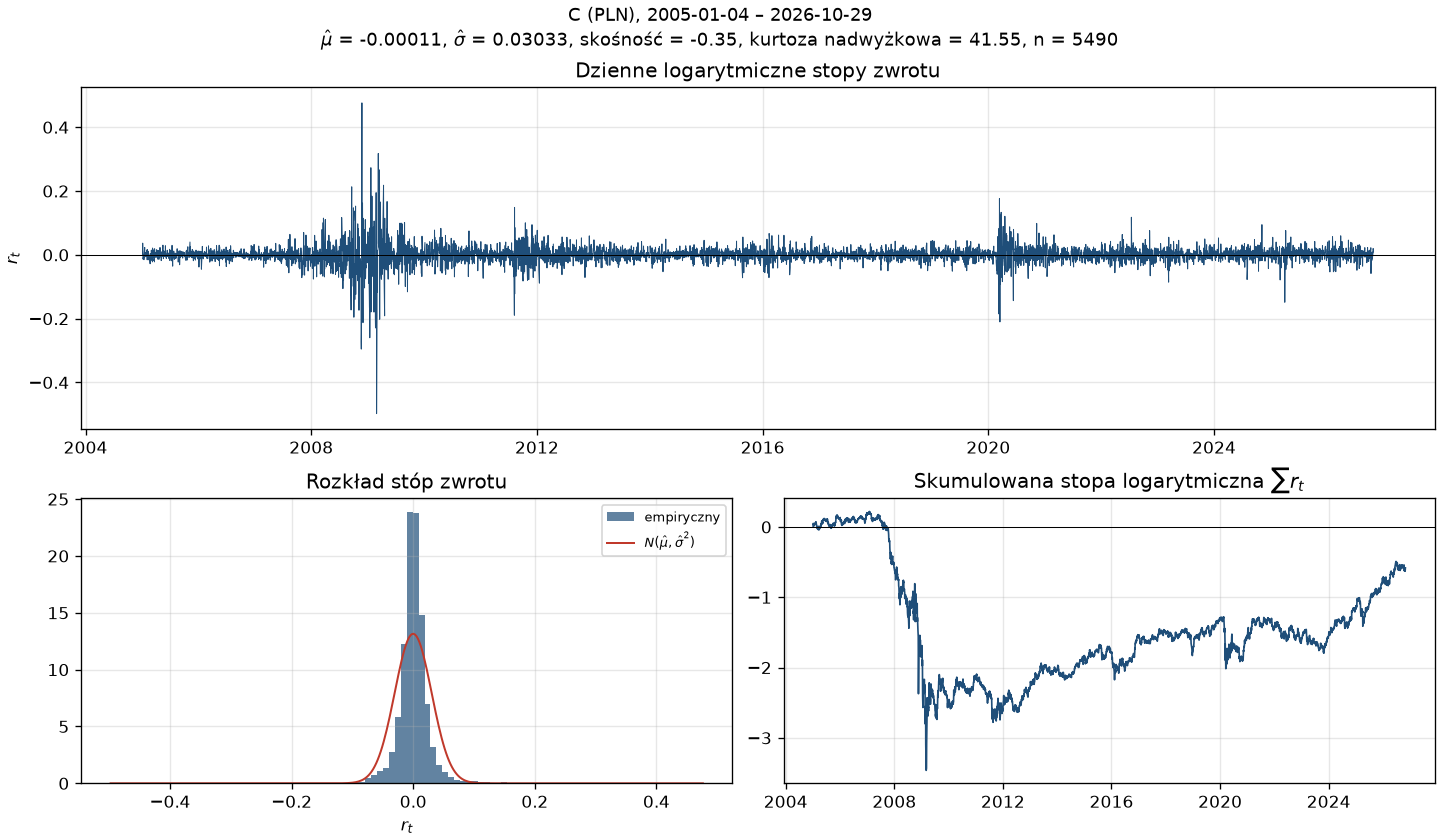 C (PLN), 2005-01-04 – 2026-10-29
μ̂ = -0.00011, σ̂ = 0.03033, skośność = -0.35, kurtoza nadwyżkowa = 41.55, n = 5490
Dzienne logarytmiczne stopy zwrotu
0.4
0.2
0.0
−0.2
−0.4
r_t
2004 2008 2012 2016 2020 2024
Rozkład stóp zwrotu
25
20
15
10
5
0
empiryczny
N(μ̂, σ̂²)
−0.4 −0.2 0.0 0.2 0.4
r_t
Skumulowana stopa logarytmiczna ∑r_t
0
−1
−2
−3
2004 2008 2012 2016 2020 2024